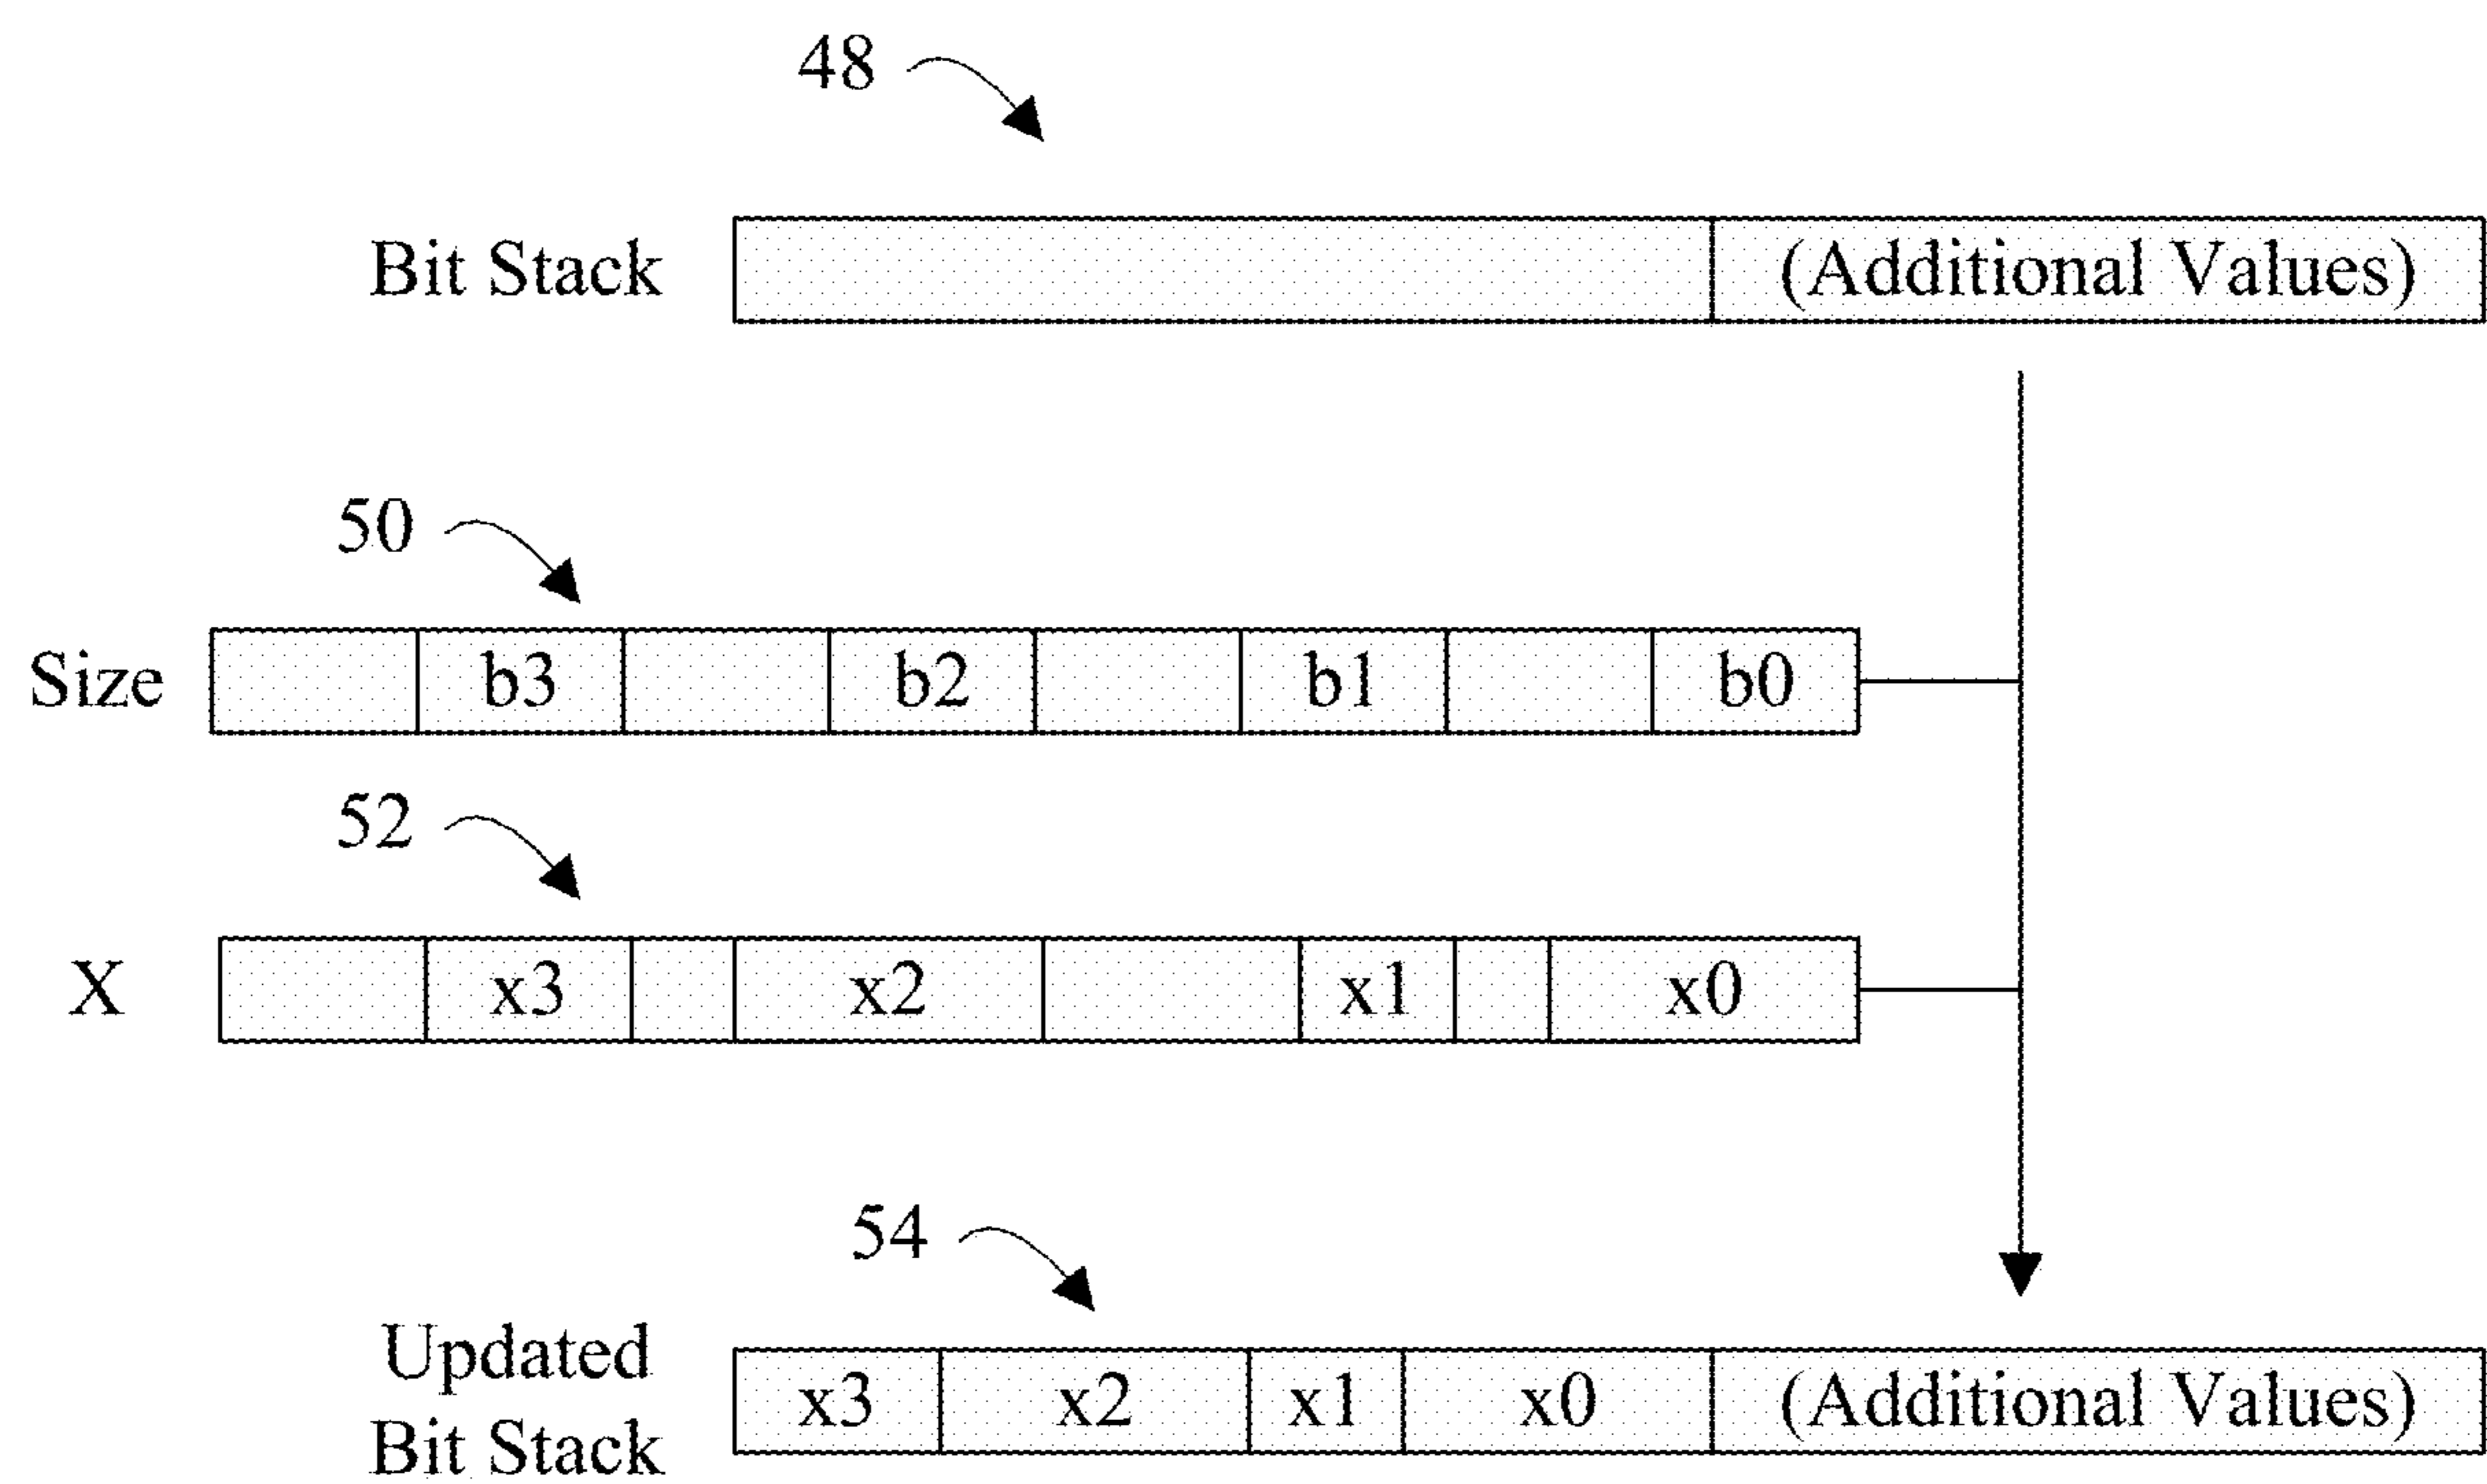 48
Bit Stack (Additional Values)
50
Size b3 b2 b1 b0
52
X x3 x2 x1 x0
54
Updated
Bit Stack
x3 x2 x1 x0 (Additional Values)